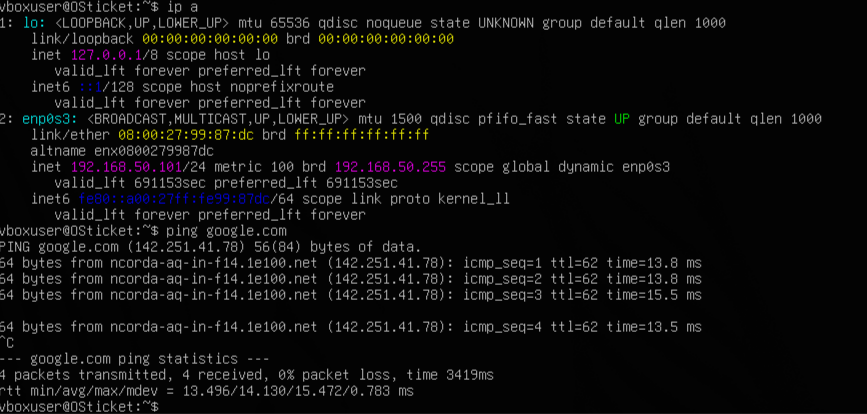 vboxuser@OSticket:~$ ip a
1: lo: <LOOPBACK,UP,LOWER_UP> mtu 65536 qdisc noqueue state UNKNOWN group default qlen 1000
link/loopback 00:00:00:00:00:00 brd 00:00:00:00:00:00
inet 127.0.0.1/8 scope host lo
valid_lft forever preferred_lft forever
inet6 ::1/128 scope host noprefixroute
valid_lft forever preferred_lft forever
2: enp0s3: <BROADCAST,MULTICAST,UP,LOWER_UP> mtu 1500 qdisc pfifo_fast state UP group default qlen 1000
link/ether 08:00:27:99:87:dc brd ff:ff:ff:ff:ff:ff
altname enx0800279987dc
inet 192.168.50.101/24 metric 100 brd 192.168.50.255 scope global dynamic enp0s3
valid_lft 691153sec preferred_lft 691153sec
inet6 fe80::a00:27ff:fe99:87dc/64 scope link proto kernel_ll
valid_lft forever preferred_lft forever
vboxuser@OSticket:~$ ping google.com
PING google.com (142.251.41.78) 56(84) bytes of data.
64 bytes from ncorda-aq-in-f14.1e100.net (142.251.41.78): icmp_seq=1 ttl=62 time=13.8 ms
64 bytes from ncorda-aq-in-f14.1e100.net (142.251.41.78): icmp_seq=2 ttl=62 time=13.8 ms
64 bytes from ncorda-aq-in-f14.1e100.net (142.251.41.78): icmp_seq=3 ttl=62 time=15.5 ms
64 bytes from ncorda-aq-in-f14.1e100.net (142.251.41.78): icmp_seq=4 ttl=62 time=13.5 ms
^C
--- google.com ping statistics ---
4 packets transmitted, 4 received, 0% packet loss, time 3419ms
rtt min/avg/max/mdev = 13.496/14.130/15.472/0.783 ms
vboxuser@OSticket:~$